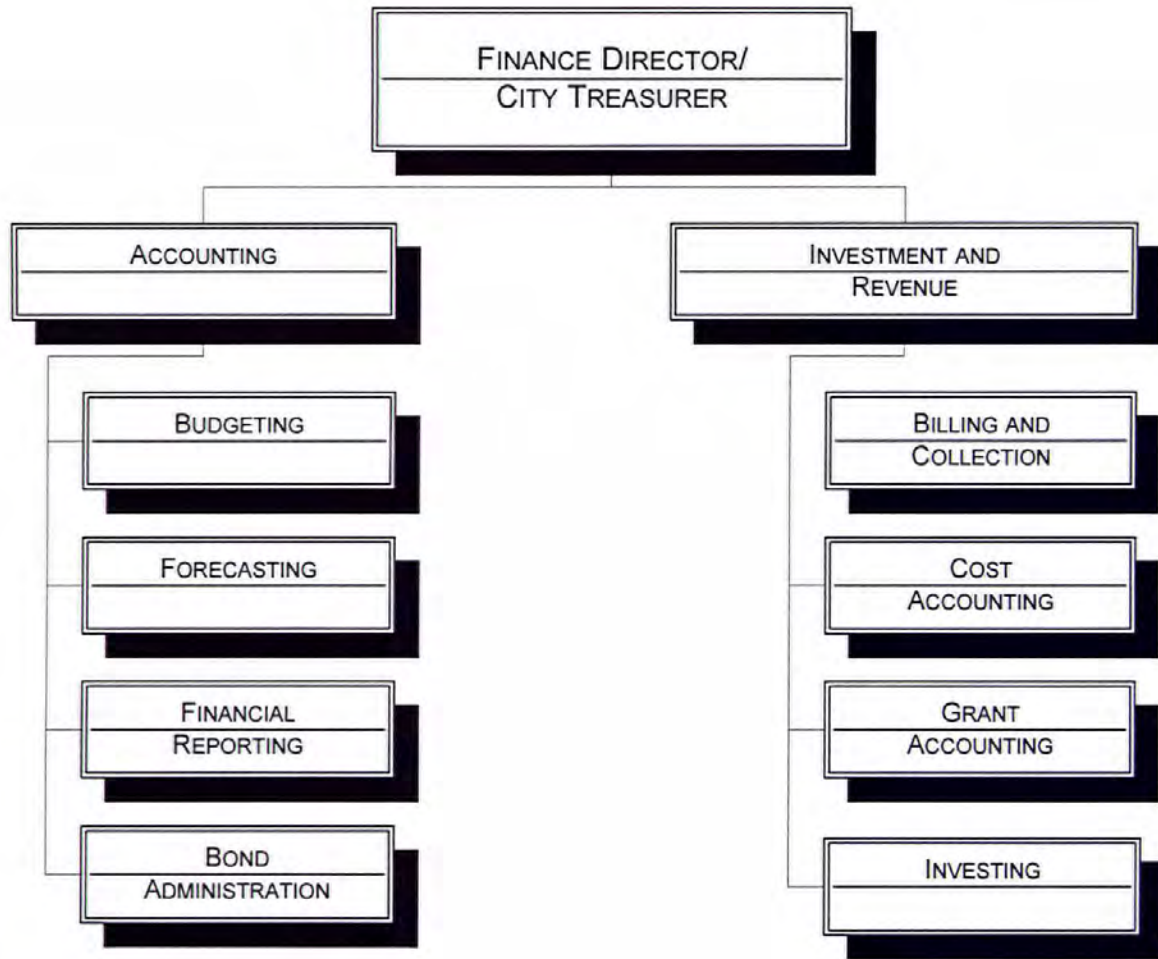 FINANCE DIRECTOR/
CITY TREASURER
ACCOUNTING
INVESTMENT AND
REVENUE
BUDGETING
FORECASTING
FINANCIAL
REPORTING
BOND
ADMINISTRATION
BILLING AND
COLLECTION
COST
ACCOUNTING
GRANT
ACCOUNTING
INVESTING